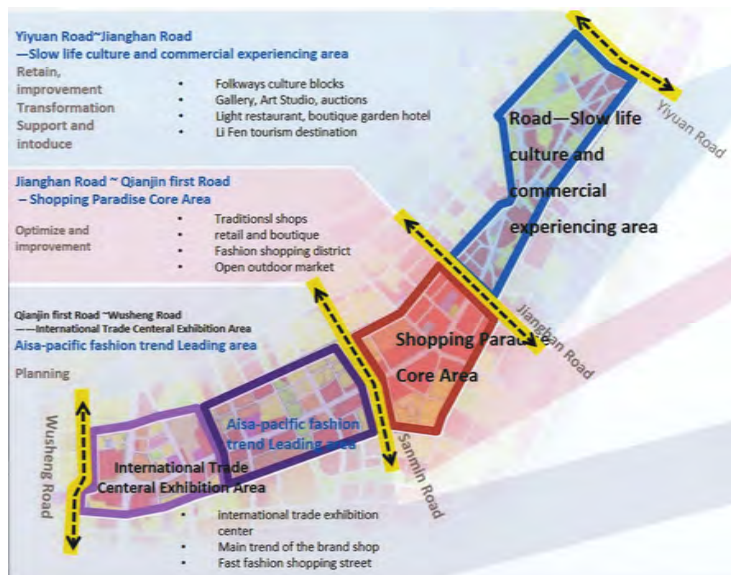 Yiyuan Road~Jianghan Road
—Slow life culture and commercial experiencing area
Retain,
improvement
Transformation
Support and
intoduce
• Folkways culture blocks
• Gallery, Art Studio, auctions
• Light restaurant, boutique garden hotel
• Li Fen tourism destination
Jianghan Road ~ Qianjin first Road
– Shopping Paradise Core Area
Optimize and
improvement
• Traditionsl shops
• retail and boutique
• Fashion shopping district
• Open outdoor market
Qianjin first Road ~Wusheng Road
——International Trade Centeral Exhibition Area
Aisa-pacific fashion trend Leading area
Planning
Road—Slow life
culture and
commercial
experiencing area
Yiyuan Road
Shopping Paradise
Core Area
Jianghan Road
Aisa-pacific fashion
trend Leading area
Sanmin Road
International Trade
Centeral Exhibition Area
Wusheng Road
• international trade exhibition
center
• Main trend of the brand shop
• Fast fashion shopping street